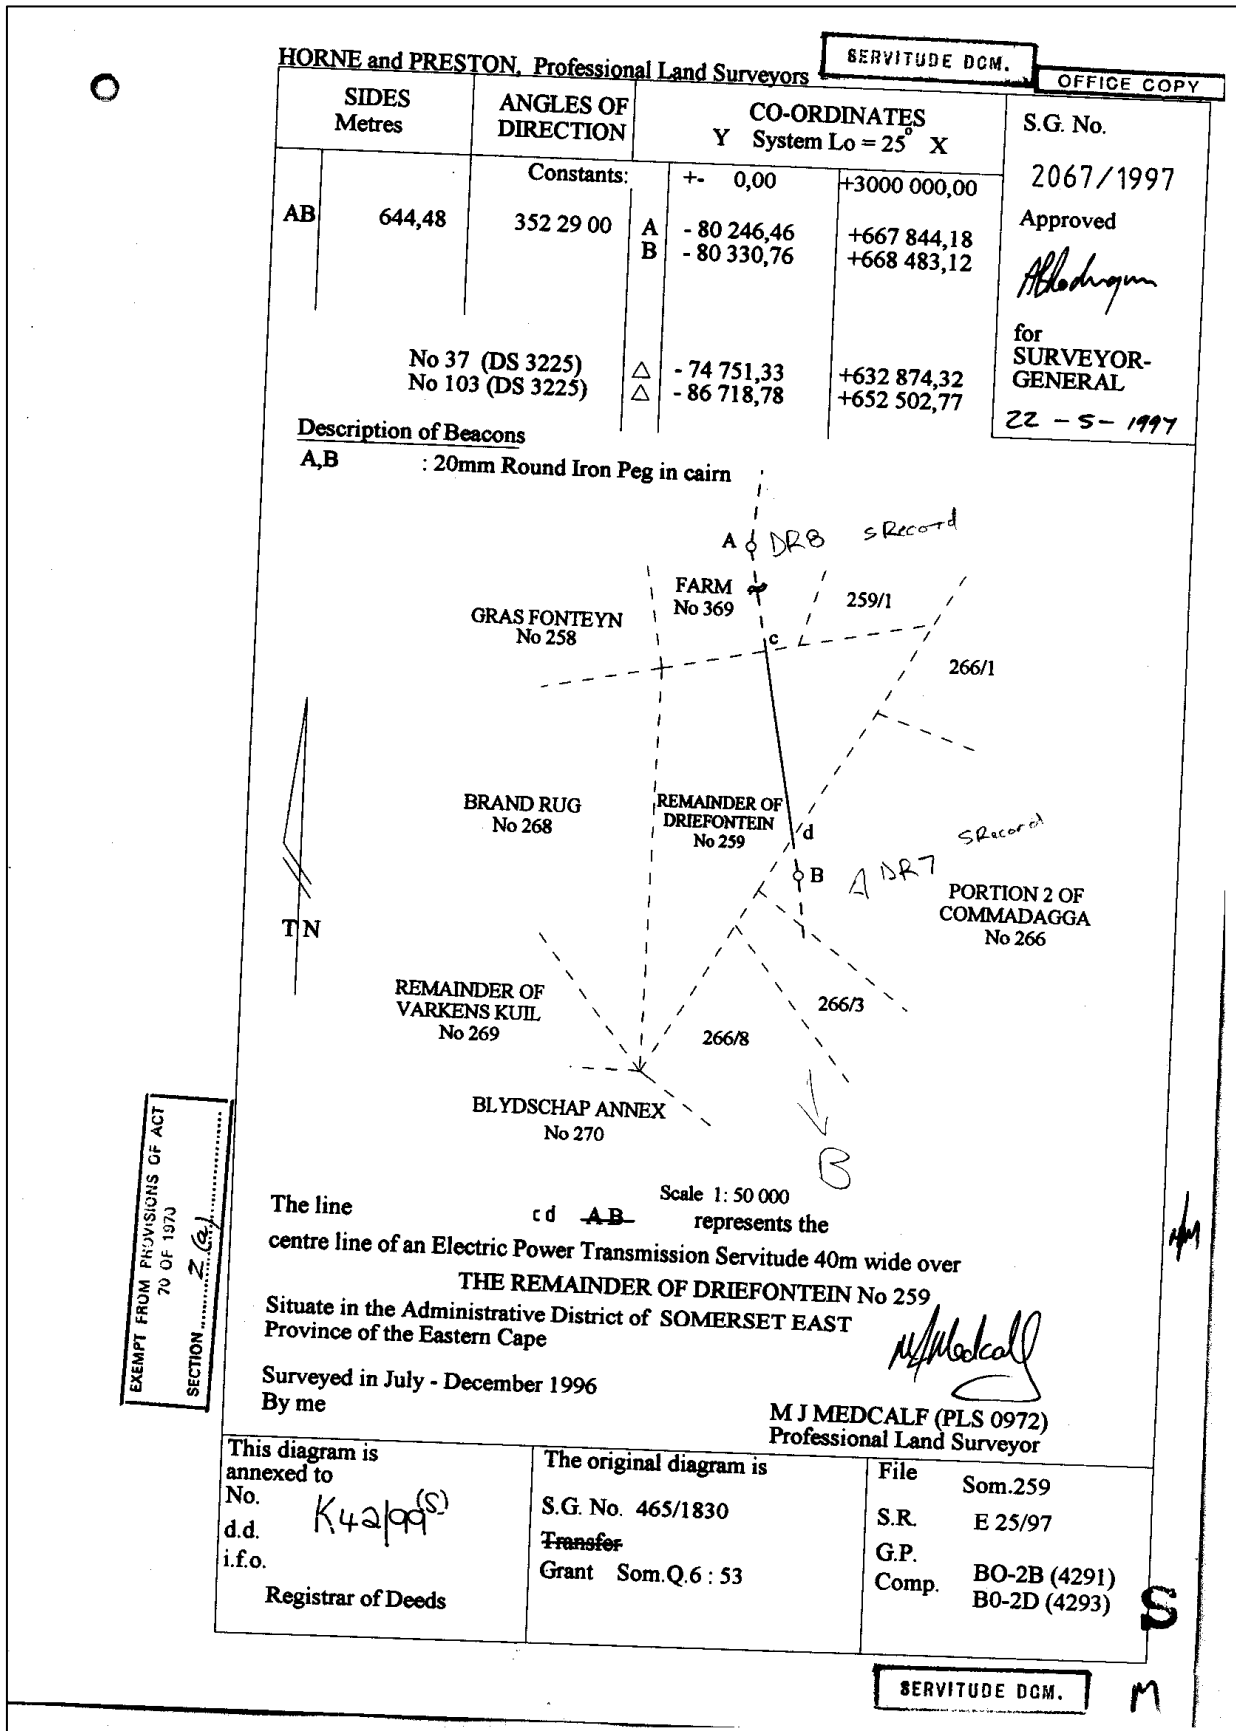 SERVITUDE DGM.
OFFICE COPY
HORNE and PRESTON, Professional Land Surveyors
SIDES
Metres
ANGLES OF
DIRECTION
CO-ORDINATES
Y System Lo = 25° X
S.G. No.
2067/1997
Approved
for
SURVEYOR-
GENERAL
22 - 5 - 1997
Constants: +- 0,00 +3000 000,00
AB 644,48 352 29 00 A - 80 246,46 +667 844,18
B - 80 330,76 +668 483,12
No 37 (DS 3225) △ - 74 751,33 +632 874,32
No 103 (DS 3225) △ - 86 718,78 +652 502,77
Description of Beacons
A,B : 20mm Round Iron Peg in cairn
A DR8 S Record
FARM
No 369
259/1
GRAS FONTEYN
No 258
c
266/1
BRAND RUG
No 268
REMAINDER OF
DRIEFONTEIN
No 259
d
S Record
B
DR7
PORTION 2 OF
COMMADAGGA
No 266
TN
REMAINDER OF
VARKENS KUIL
No 269
266/3
266/8
BLYDSCHAP ANNEX
No 270
B
EXEMPT FROM PROVISIONS OF ACT
70 OF 1970
SECTION 2(a)
Scale 1: 50 000
The line cd AB represents the
centre line of an Electric Power Transmission Servitude 40m wide over
THE REMAINDER OF DRIEFONTEIN No 259
Situate in the Administrative District of SOMERSET EAST
Province of the Eastern Cape
Surveyed in July - December 1996
By me
M J MEDCALF (PLS 0972)
Professional Land Surveyor
This diagram is
annexed to
No. K42/99(S)
d.d.
i.f.o.
Registrar of Deeds
The original diagram is
S.G. No. 465/1830
Transfer
Grant Som.Q.6 : 53
File Som.259
S.R. E 25/97
G.P.
Comp. BO-2B (4291)
B0-2D (4293)
S
SERVITUDE DGM.
M